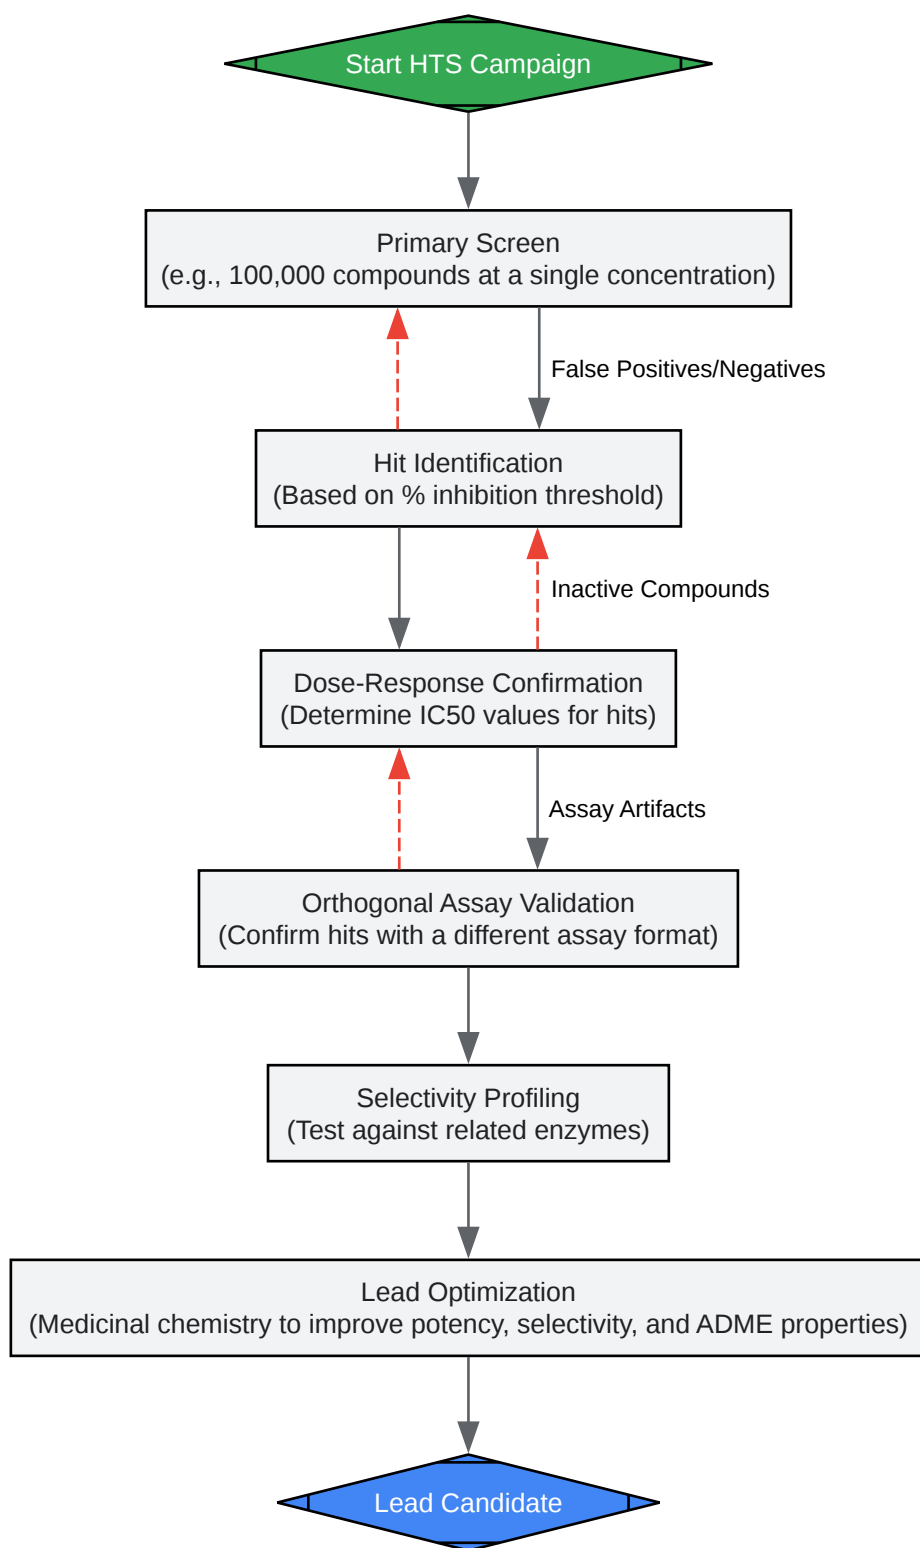 Start HTS Campaign
Primary Screen
(e.g., 100,000 compounds at a single concentration)
False Positives/Negatives
Hit Identification
(Based on % inhibition threshold)
Inactive Compounds
Dose-Response Confirmation
(Determine IC50 values for hits)
Assay Artifacts
Orthogonal Assay Validation
(Confirm hits with a different assay format)
Selectivity Profiling
(Test against related enzymes)
Lead Optimization
(Medicinal chemistry to improve potency, selectivity, and ADME properties)
Lead Candidate